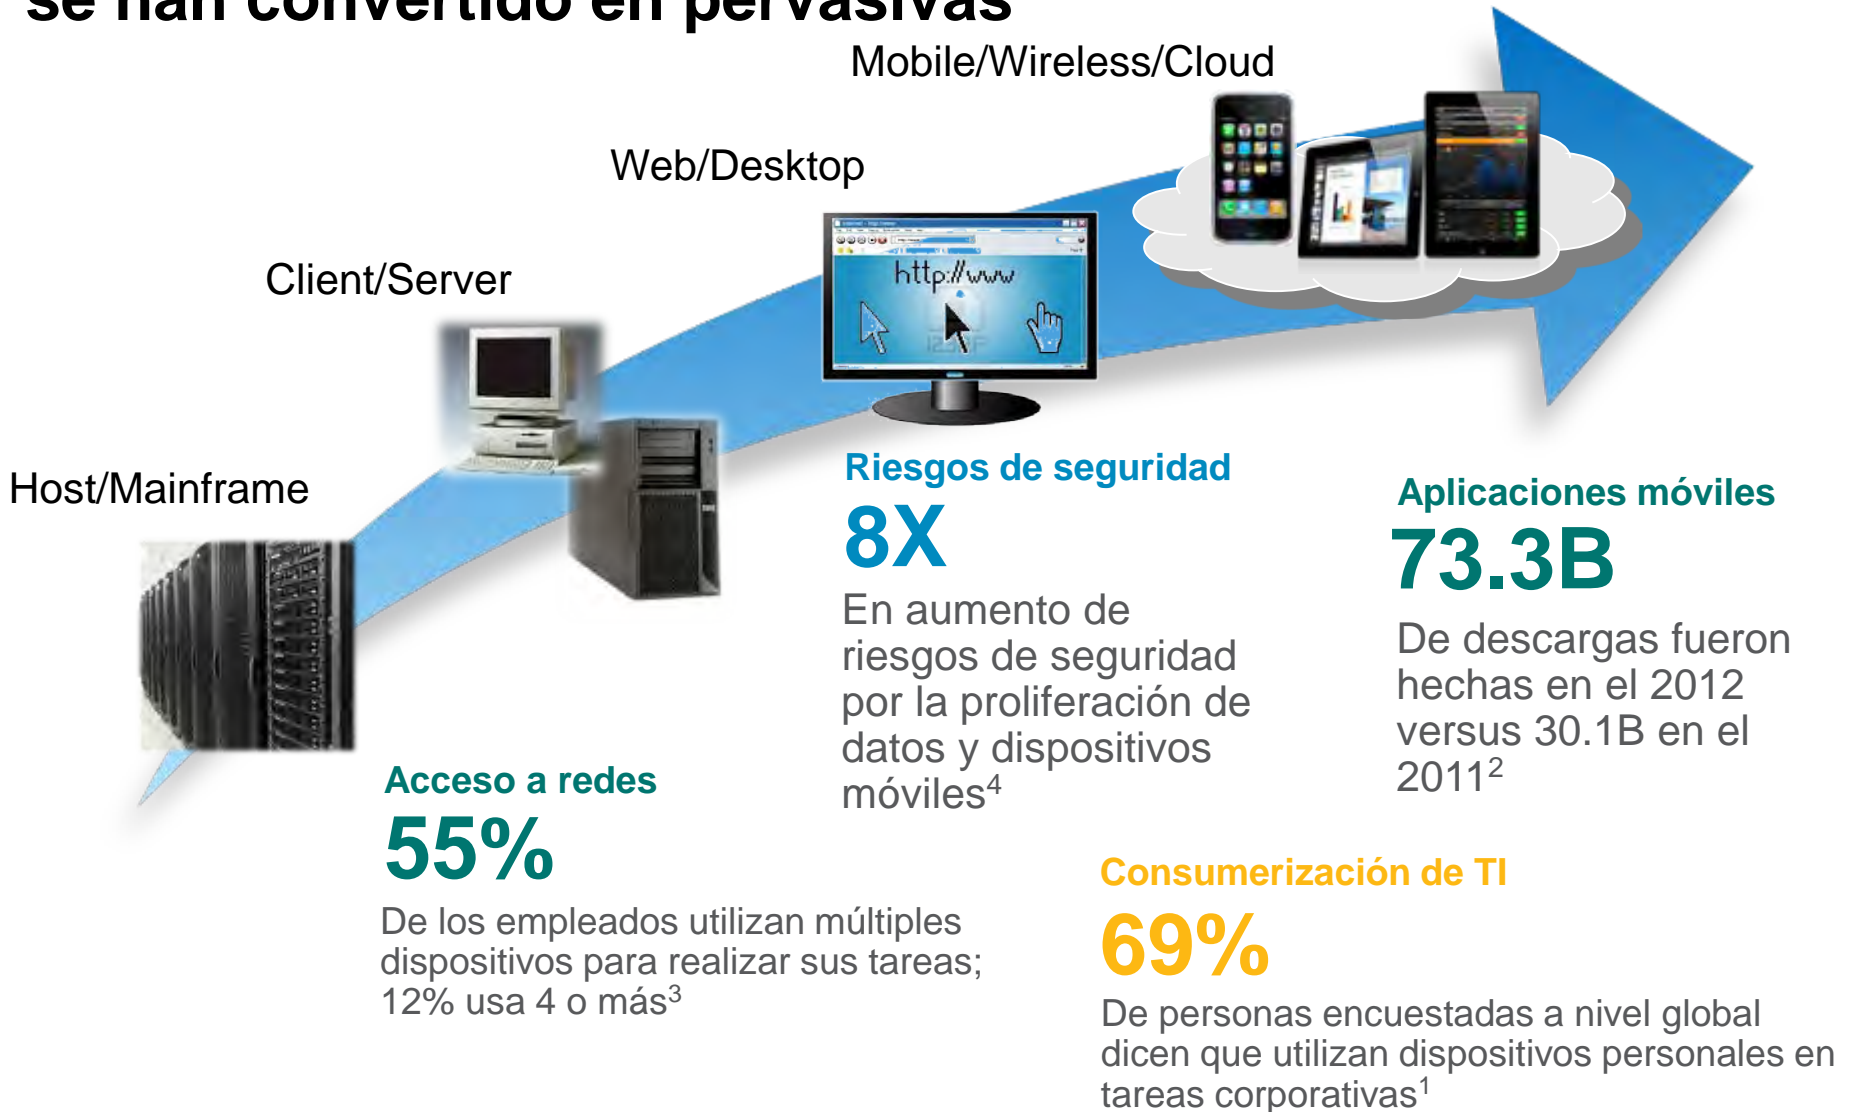 se han convertido en pervasivas
Mobile/Wireless/Cloud
Web/Desktop
Client/Server
Host/Mainframe
http://www
Riesgos de seguridad
8X
En aumento de
riesgos de seguridad
por la proliferación de
datos y dispositivos
móviles4
Aplicaciones móviles
73.3B
De descargas fueron
hechas en el 2012
versus 30.1B en el
20112
Acceso a redes
55%
De los empleados utilizan múltiples
dispositivos para realizar sus tareas;
12% usa 4 o más3
Consumerización de TI
69%
De personas encuestadas a nivel global
dicen que utilizan dispositivos personales en
tareas corporativas1